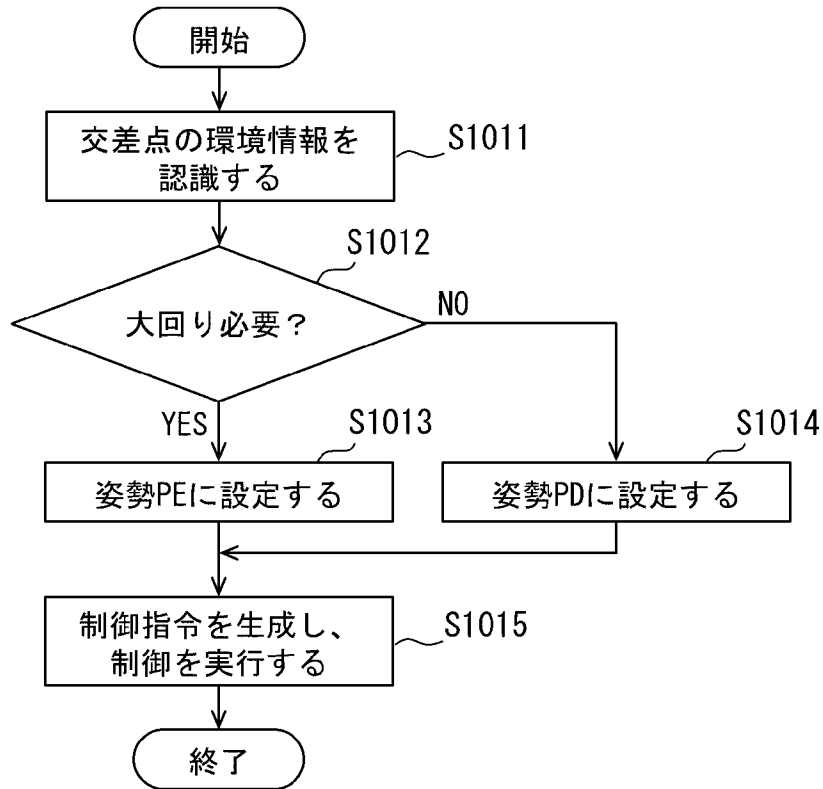 開始
交差点の環境情報を
認識する
S1011
S1012
大回り必要？
NO
YES
S1013
姿勢PEに設定する
S1014
姿勢PDに設定する
制御指令を生成し、
制御を実行する
S1015
終了